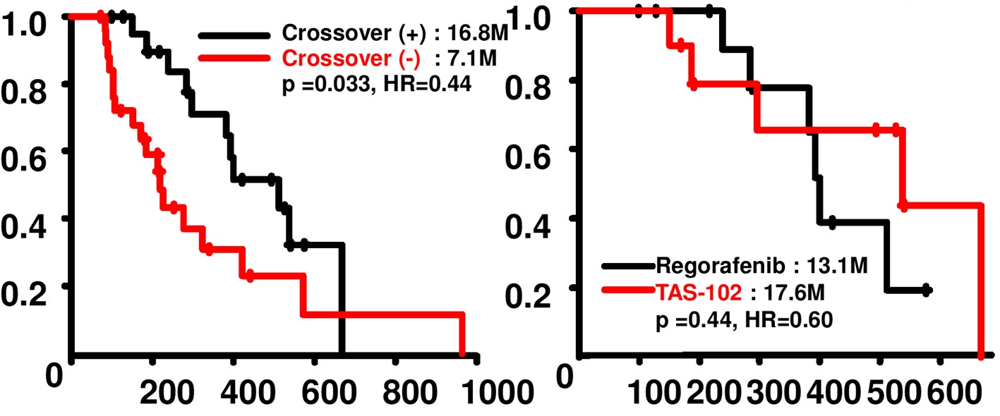 1.0
0.8
0.6
0.4
0.2
0
200 400 600 800 1000
Crossover (+) : 16.8M
Crossover (-) : 7.1M
p =0.033, HR=0.44
1.0
0.8
0.6
0.4
0.2
0
100 200 300 400 500 600
Regorafenib : 13.1M
TAS-102 : 17.6M
p =0.44, HR=0.60